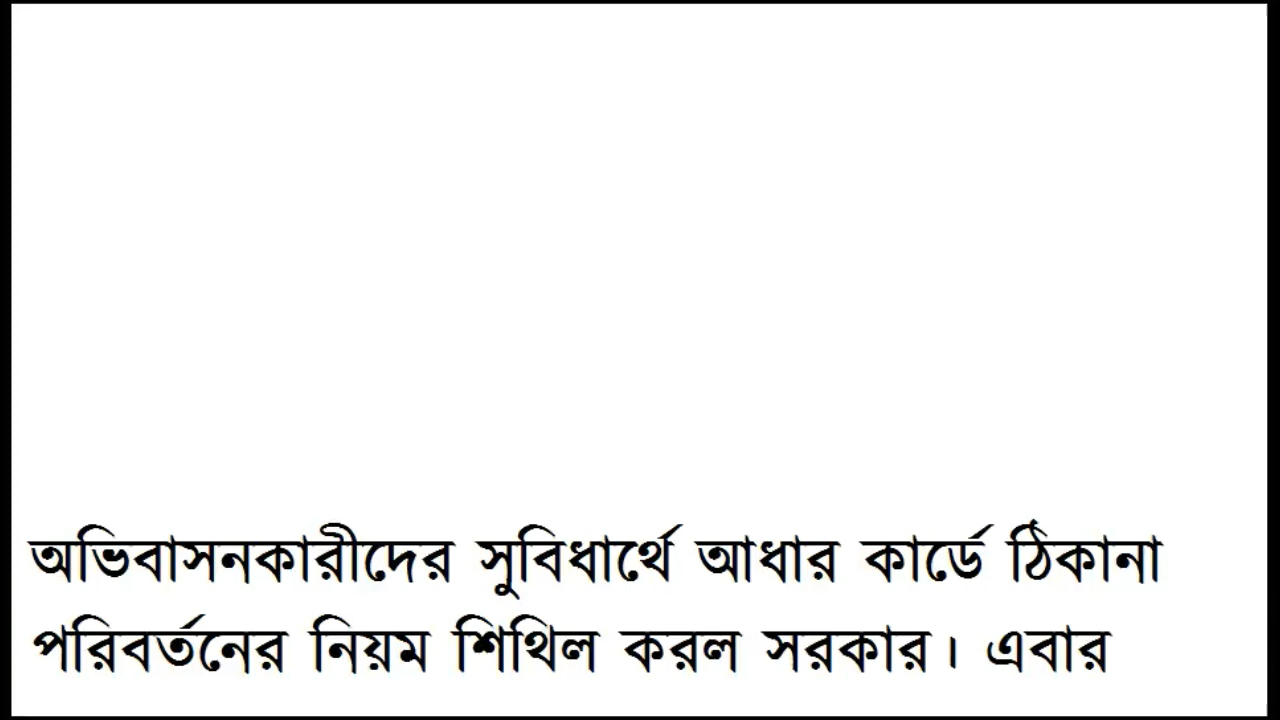 অভিবাসনকারীদের সুবিধার্থে আধার কার্ডে ঠিকানা
পরিবর্তনের নিয়ম শিথিল করল সরকার। এবার